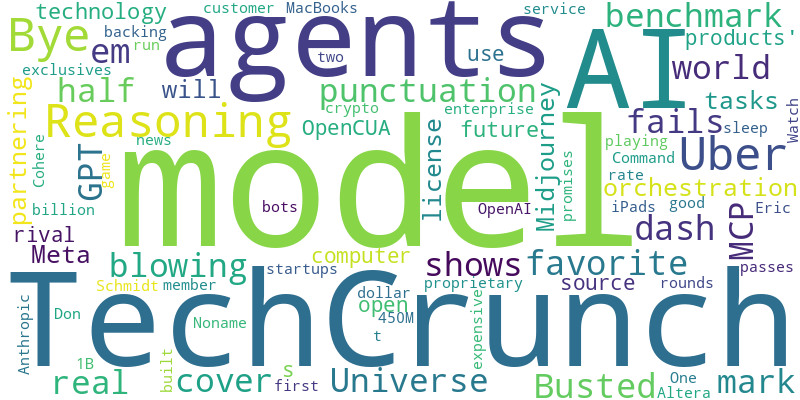 technology customer MacBooks service benchmark
Bye backing run agents two use AI products'
em exclusives half will punctuation world
partnering Reasoning crypto enterprise tasks
OpenCUA future Midjourney fails sleep Watch
Cohere GPT game news license playing Uber
model promises Command rate orchestration
billion bots OpenAI iPads good Eric
rival Meta dash MCP
blowing computer shows favorite passes
TechCrunch startups proprietary source rounds
Schmidt member dollar open
Anthropic Don Noname 450M expensive
t
1B built S One
real cover first Universe Busted Altera mark